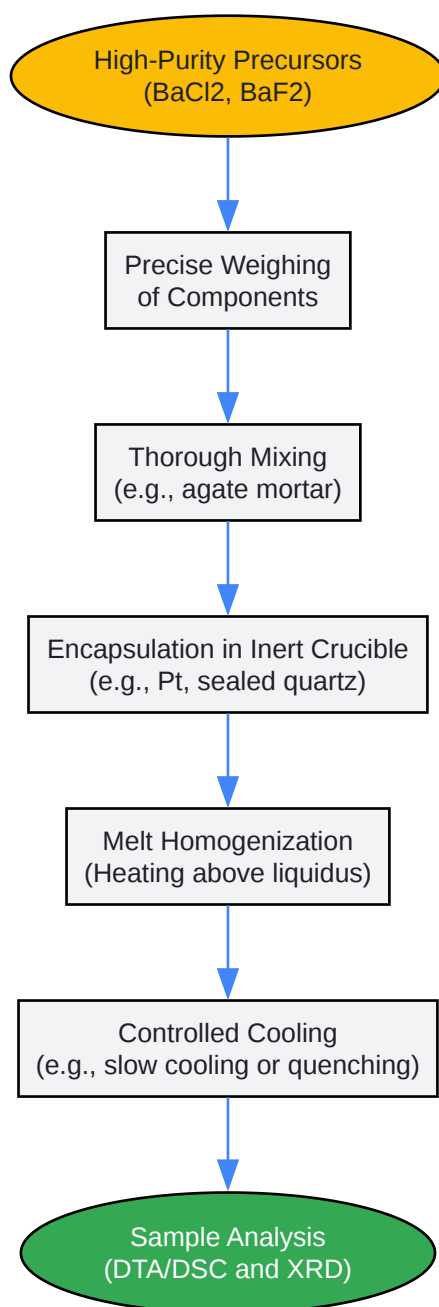 High-Purity Precursors
(BaCl2, BaF2)
Precise Weighing
of Components
Thorough Mixing
(e.g., agate mortar)
Encapsulation in Inert Crucible
(e.g., Pt, sealed quartz)
Melt Homogenization
(Heating above liquidus)
Controlled Cooling
(e.g., slow cooling or quenching)
Sample Analysis
(DTA/DSC and XRD)